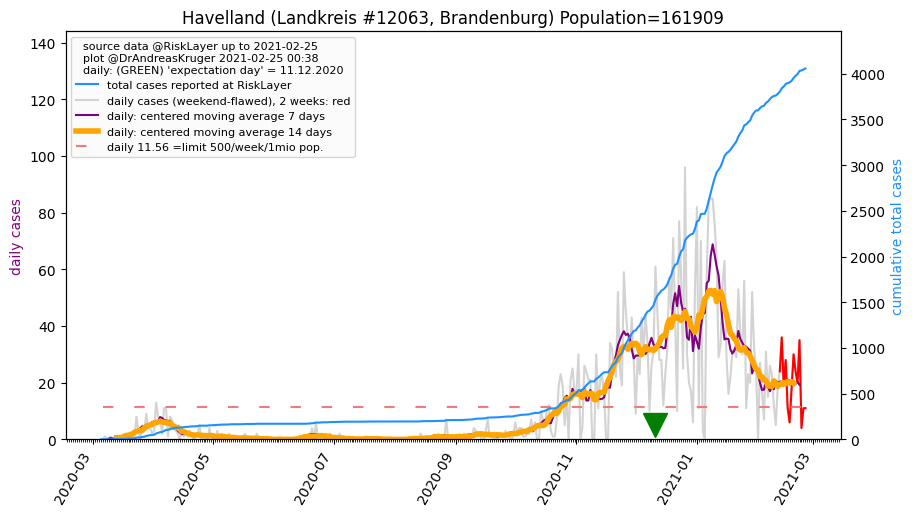 Havelland (Landkreis #12063, Brandenburg) Population=161909
source data @RiskLayer up to 2021-02-25
plot @DrAndreasKruger 2021-02-25 00:38
daily: (GREEN) 'expectation day' = 11.12.2020
total cases reported at RiskLayer
daily cases (weekend-flawed), 2 weeks: red
daily: centered moving average 7 days
daily: centered moving average 14 days
daily 11.56 =limit 500/week/1mio pop.
daily cases
140
120
100
80
60
40
20
0
cumulative total cases
4000
3500
3000
2500
2000
1500
1000
500
0
2020-03
2020-05
2020-07
2020-09
2020-11
2021-01
2021-03